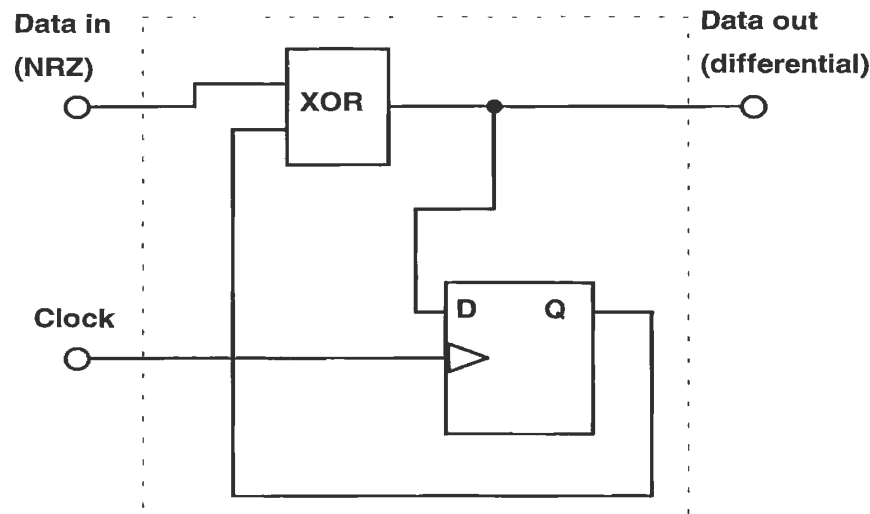 Data in
(NRZ)
Data out
(differential)
XOR
Clock
D
Q